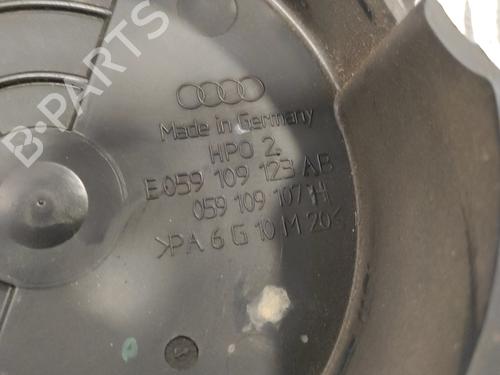 B-PARTS
Made in Germany
HPO 2.
E 059 109 123 AB
059 109 107 H
>PA 6 G 10 M 20